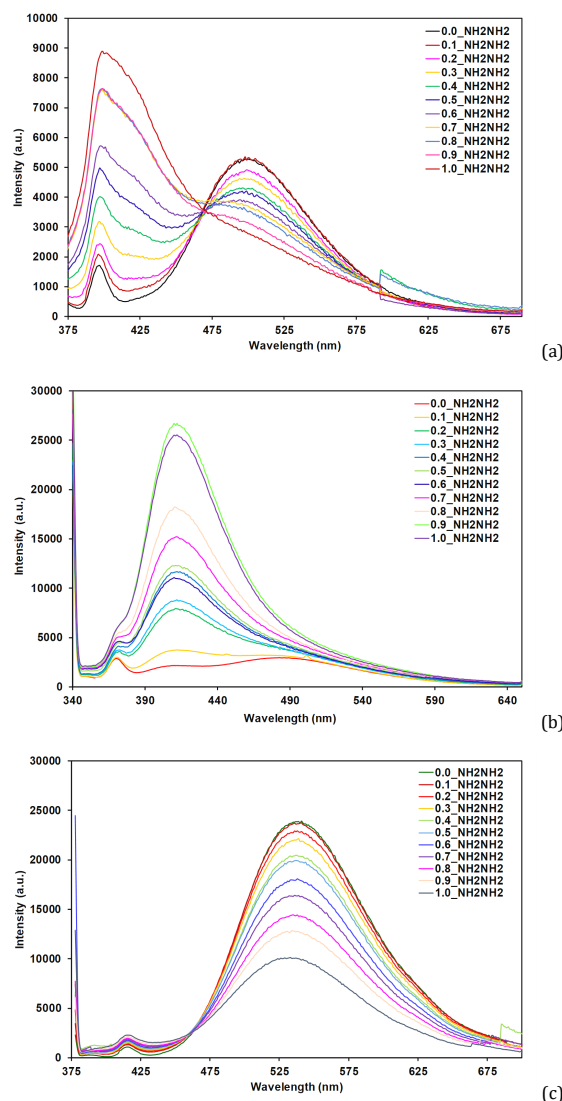 10000
9000
8000
7000
6000
5000
4000
3000
2000
1000
0
Intensity (a.u.)
0.0_NH2NH2
0.1_NH2NH2
0.2_NH2NH2
0.3_NH2NH2
0.4_NH2NH2
0.5_NH2NH2
0.6_NH2NH2
0.7_NH2NH2
0.8_NH2NH2
0.9_NH2NH2
1.0_NH2NH2
375 425 475 525 575 625 675
Wavelength (nm)
(a)
30000
25000
20000
15000
10000
5000
0
Intensity (a.u.)
0.0_NH2NH2
0.1_NH2NH2
0.2_NH2NH2
0.3_NH2NH2
0.4_NH2NH2
0.5_NH2NH2
0.6_NH2NH2
0.7_NH2NH2
0.8_NH2NH2
0.9_NH2NH2
1.0_NH2NH2
340 390 440 490 540 590 640
Wavelength (nm)
(b)
30000
25000
20000
15000
10000
5000
0
Intensity (a.u.)
0.0_NH2NH2
0.1_NH2NH2
0.2_NH2NH2
0.3_NH2NH2
0.4_NH2NH2
0.5_NH2NH2
0.6_NH2NH2
0.7_NH2NH2
0.8_NH2NH2
0.9_NH2NH2
1.0_NH2NH2
375 425 475 525 575 625 675
Wavelength (nm)
(c)